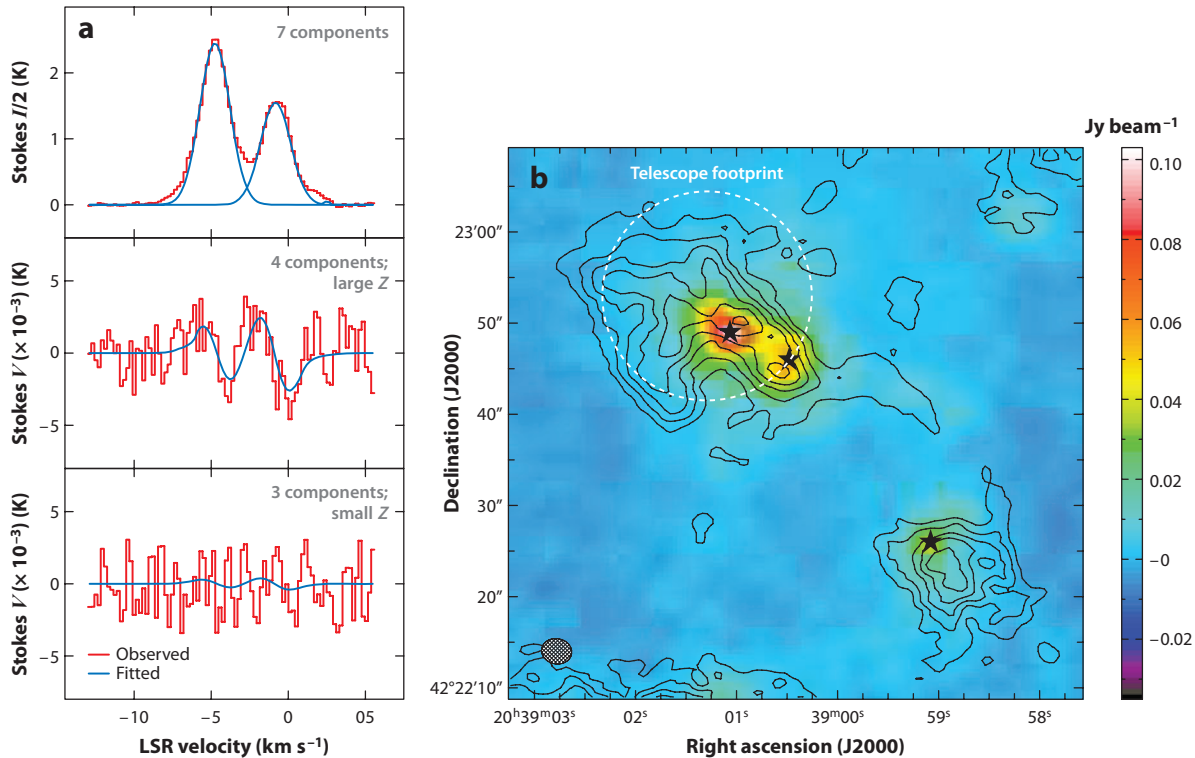 a
7 components
Stokes I/2 (K)
2
1
0
4 components;
large Z
Stokes V (× 10⁻³) (K)
5
0
−5
3 components;
small Z
Stokes V (× 10⁻³) (K)
5
0
−5
Observed
Fitted
−10
−5
0
05
LSR velocity (km s⁻¹)
b
Telescope footprint
Declination (J2000)
23′00″
50″
40″
30″
20″
42°22′10″
20ʰ39ᵐ03ˢ
02ˢ
01ˢ
39ᵐ00ˢ
59ˢ
58ˢ
Right ascension (J2000)
Jy beam⁻¹
0.10
0.08
0.06
0.04
0.02
−0
−0.02